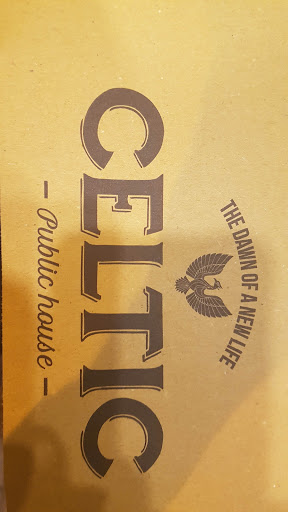 THE DAWN OF A NEW LIFE
CELTIC
– Public house –